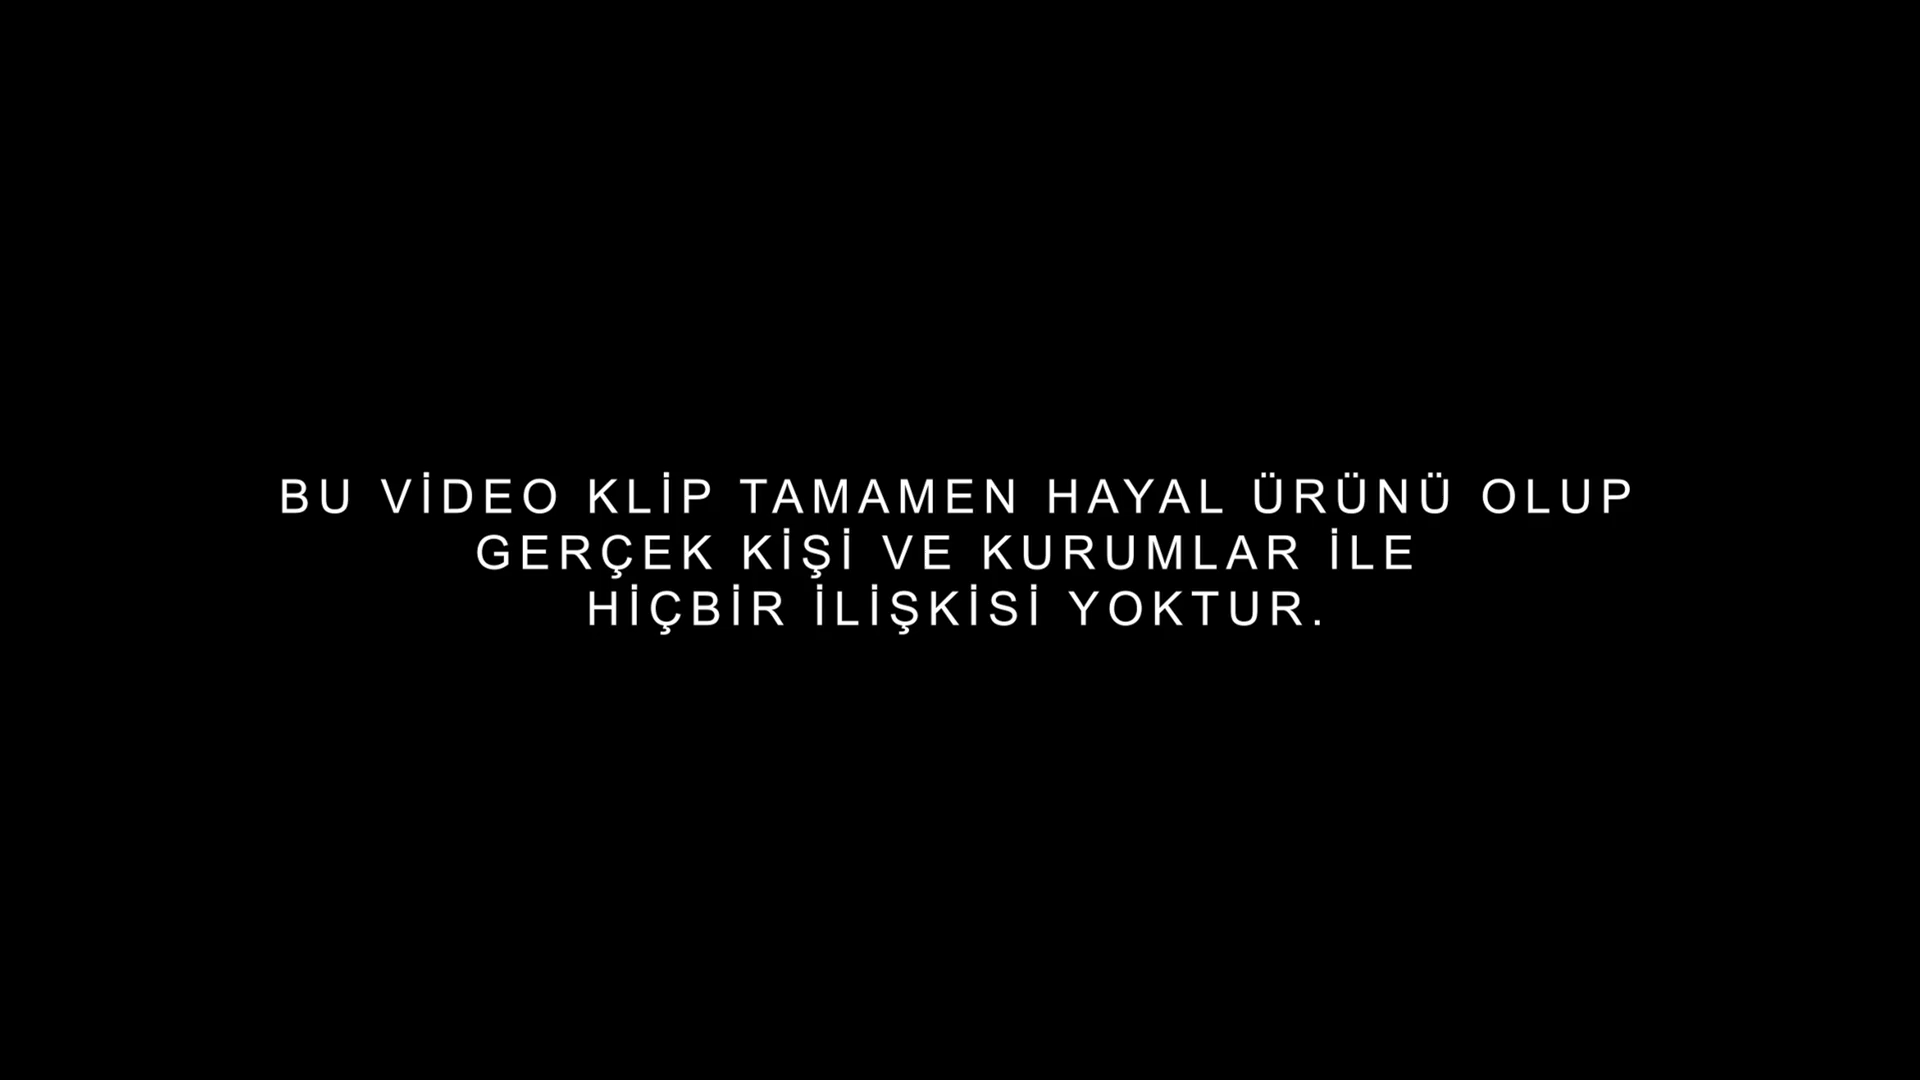 BU VİDEO KLİP TAMAMEN HAYAL ÜRÜNÜ OLUP
GERÇEK KİŞİ VE KURUMLAR İLE
HİÇBİR İLİŞKİSİ YOKTUR.